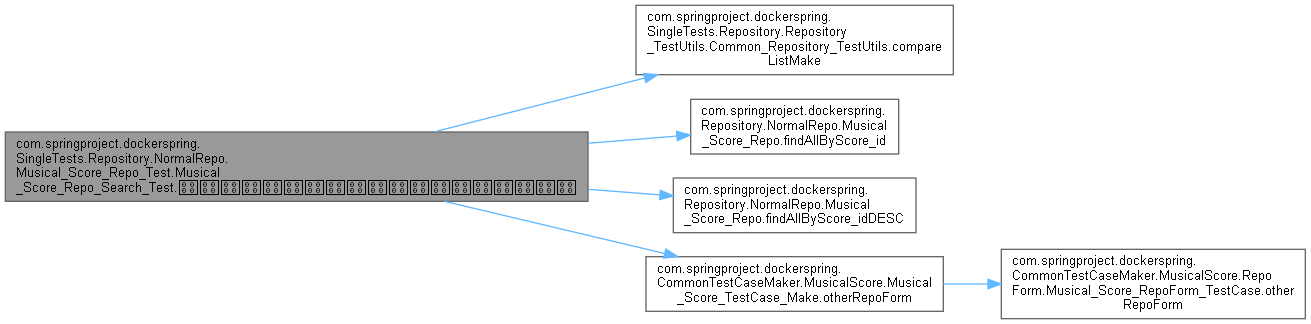 com.springproject.dockerspring.
SingleTests.Repository.Repository
_TestUtils.Common_Repository_TestUtils.compare
ListMake
com.springproject.dockerspring.
Repository.NormalRepo.Musical
_Score_Repo.findAllByScore_id
com.springproject.dockerspring.
SingleTests.Repository.NormalRepo.
Musical_Score_Repo_Test.Musical
_Score_Repo_Search_Test.
com.springproject.dockerspring.
Repository.NormalRepo.Musical
_Score_Repo.findAllByScore_idDESC
com.springproject.dockerspring.
CommonTestCaseMaker.MusicalScore.Musical
_Score_TestCase_Make.otherRepoForm
com.springproject.dockerspring.
CommonTestCaseMaker.MusicalScore.Repo
Form.Musical_Score_RepoForm_TestCase.other
RepoForm